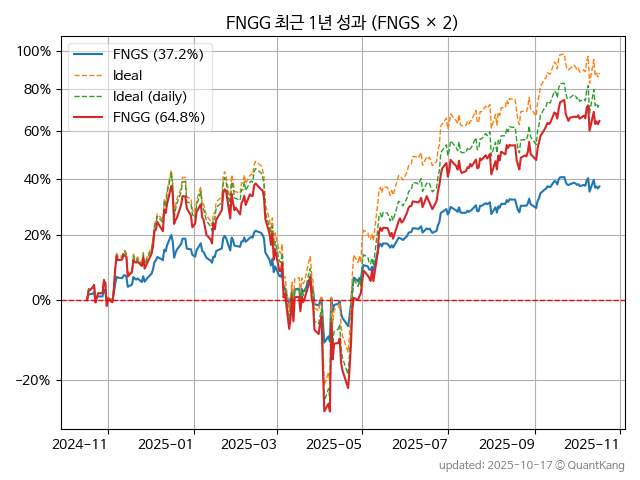 FNGG 최근 1년 성과 (FNGS × 2)
FNGS (37.2%)
Ideal
Ideal (daily)
FNGG (64.8%)
100%
80%
60%
40%
20%
0%
−20%
2024-11
2025-01
2025-03
2025-05
2025-07
2025-09
2025-11
updated: 2025-10-17 © QuantKang